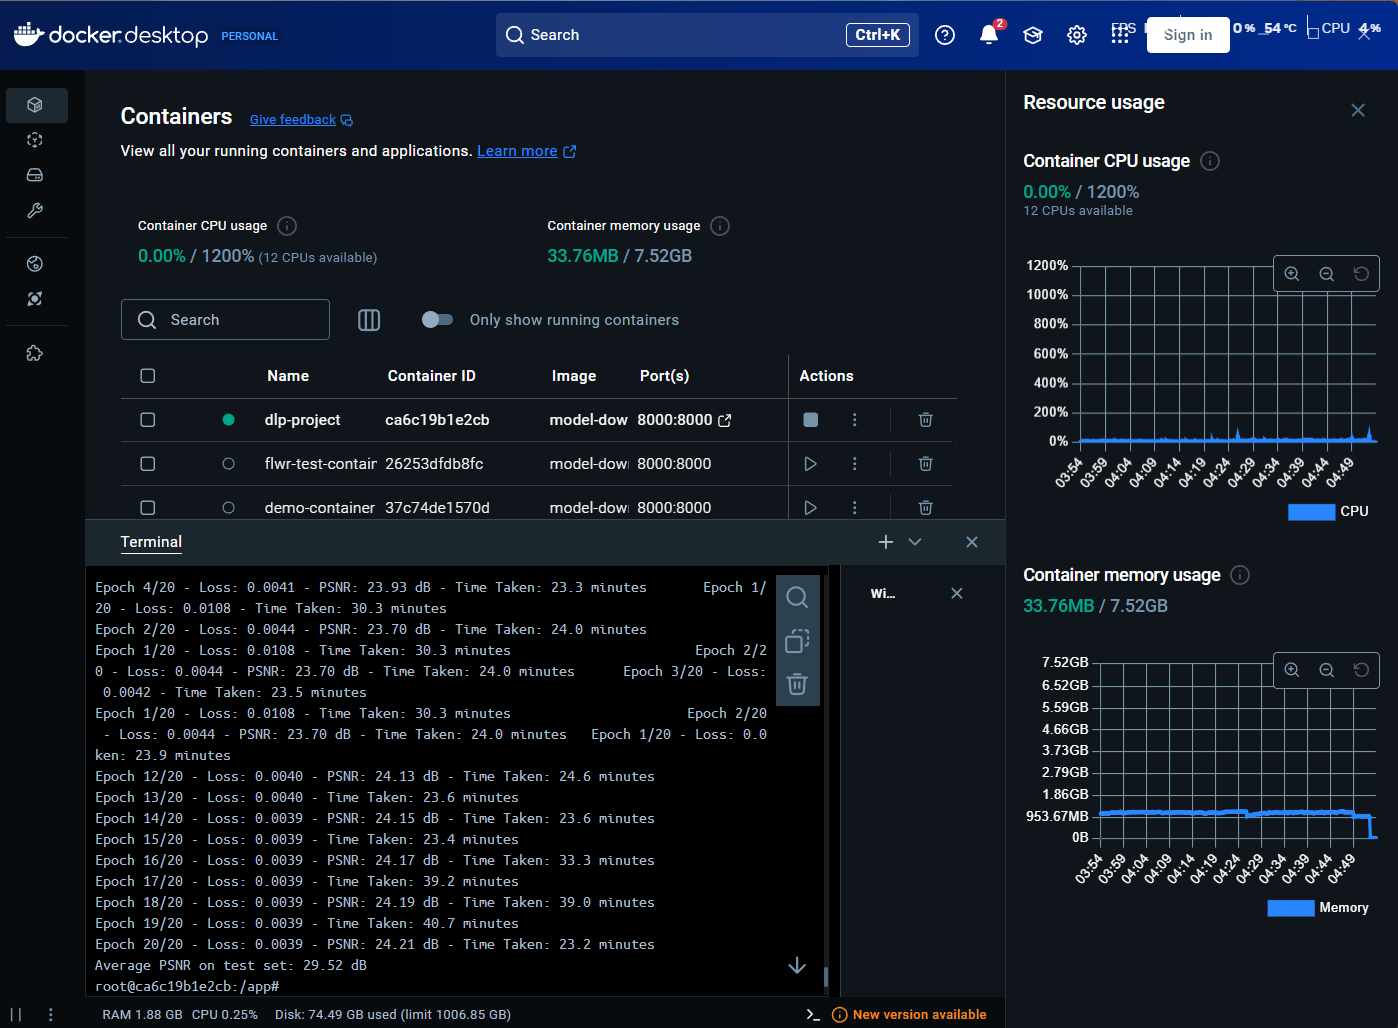 docker.desktop PERSONAL
Search Ctrl+K
2
Sign in
0% 54°C CPU 4%
Containers Give feedback
View all your running containers and applications. Learn more
Container CPU usage
0.00% / 1200% (12 CPUs available)
Container memory usage
33.76MB / 7.52GB
Search
Only show running containers
Name Container ID Image Port(s) Actions
dlp-project ca6c19b1e2cb model-dow 8000:8000
flwr-test-contair 26253dfdb8fc model-dow 8000:8000
demo-container 37c74de1570d model-dow 8000:8000
Terminal
Epoch 4/20 - Loss: 0.0041 - PSNR: 23.93 dB - Time Taken: 23.3 minutes Epoch 1/
20 - Loss: 0.0108 - Time Taken: 30.3 minutes
Epoch 2/20 - Loss: 0.0044 - PSNR: 23.70 dB - Time Taken: 24.0 minutes
Epoch 1/20 - Loss: 0.0108 - Time Taken: 30.3 minutes Epoch 2/2
0 - Loss: 0.0044 - PSNR: 23.70 dB - Time Taken: 24.0 minutes Epoch 3/20 - Loss:
0.0042 - Time Taken: 23.5 minutes
Epoch 1/20 - Loss: 0.0108 - Time Taken: 30.3 minutes Epoch 2/20
- Loss: 0.0044 - PSNR: 23.70 dB - Time Taken: 24.0 minutes Epoch 1/20 - Loss: 0.0
ken: 23.9 minutes
Epoch 12/20 - Loss: 0.0040 - PSNR: 24.13 dB - Time Taken: 24.6 minutes
Epoch 13/20 - Loss: 0.0040 - Time Taken: 23.6 minutes
Epoch 14/20 - Loss: 0.0039 - PSNR: 24.15 dB - Time Taken: 23.6 minutes
Epoch 15/20 - Loss: 0.0039 - Time Taken: 23.4 minutes
Epoch 16/20 - Loss: 0.0039 - PSNR: 24.17 dB - Time Taken: 33.3 minutes
Epoch 17/20 - Loss: 0.0039 - Time Taken: 39.2 minutes
Epoch 18/20 - Loss: 0.0039 - PSNR: 24.19 dB - Time Taken: 39.0 minutes
Epoch 19/20 - Loss: 0.0039 - Time Taken: 40.7 minutes
Epoch 20/20 - Loss: 0.0039 - PSNR: 24.21 dB - Time Taken: 23.2 minutes
Average PSNR on test set: 29.52 dB
root@ca6c19b1e2cb:/app#
Wi...
RAM 1.88 GB CPU 0.25% Disk: 74.49 GB used (limit 1006.85 GB)
New version available
Resource usage
Container CPU usage
0.00% / 1200%
12 CPUs available
1200%
1000%
800%
600%
400%
200%
0%
03:54 03:59 04:04 04:09 04:14 04:19 04:24 04:29 04:34 04:39 04:44 04:49
CPU
Container memory usage
33.76MB / 7.52GB
7.52GB
6.52GB
5.59GB
4.66GB
3.73GB
2.79GB
1.86GB
953.67MB
0B
03:54 03:59 04:04 04:09 04:14 04:19 04:24 04:29 04:34 04:39 04:44 04:49
Memory